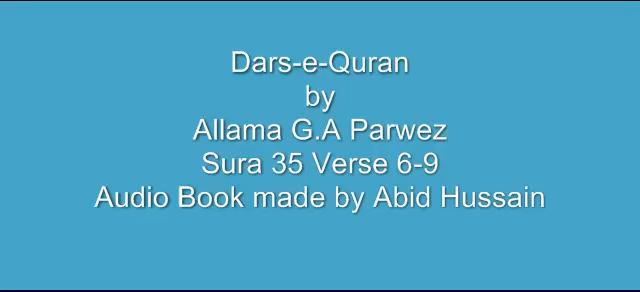 Dars-e-Quran
by
Allama G.A Parwez
Sura 35 Verse 6-9
Audio Book made by Abid Hussain